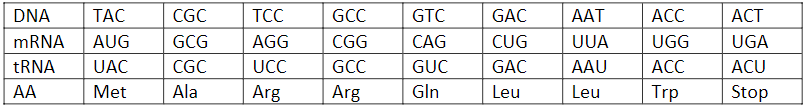 DNA TAC CGC TCC GCC GTC GAC AAT ACC ACT
mRNA AUG GCG AGG CGG CAG CUG UUA UGG UGA
tRNA UAC CGC UCC GCC GUC GAC AAU ACC ACU
AA Met Ala Arg Arg Gln Leu Leu Trp Stop